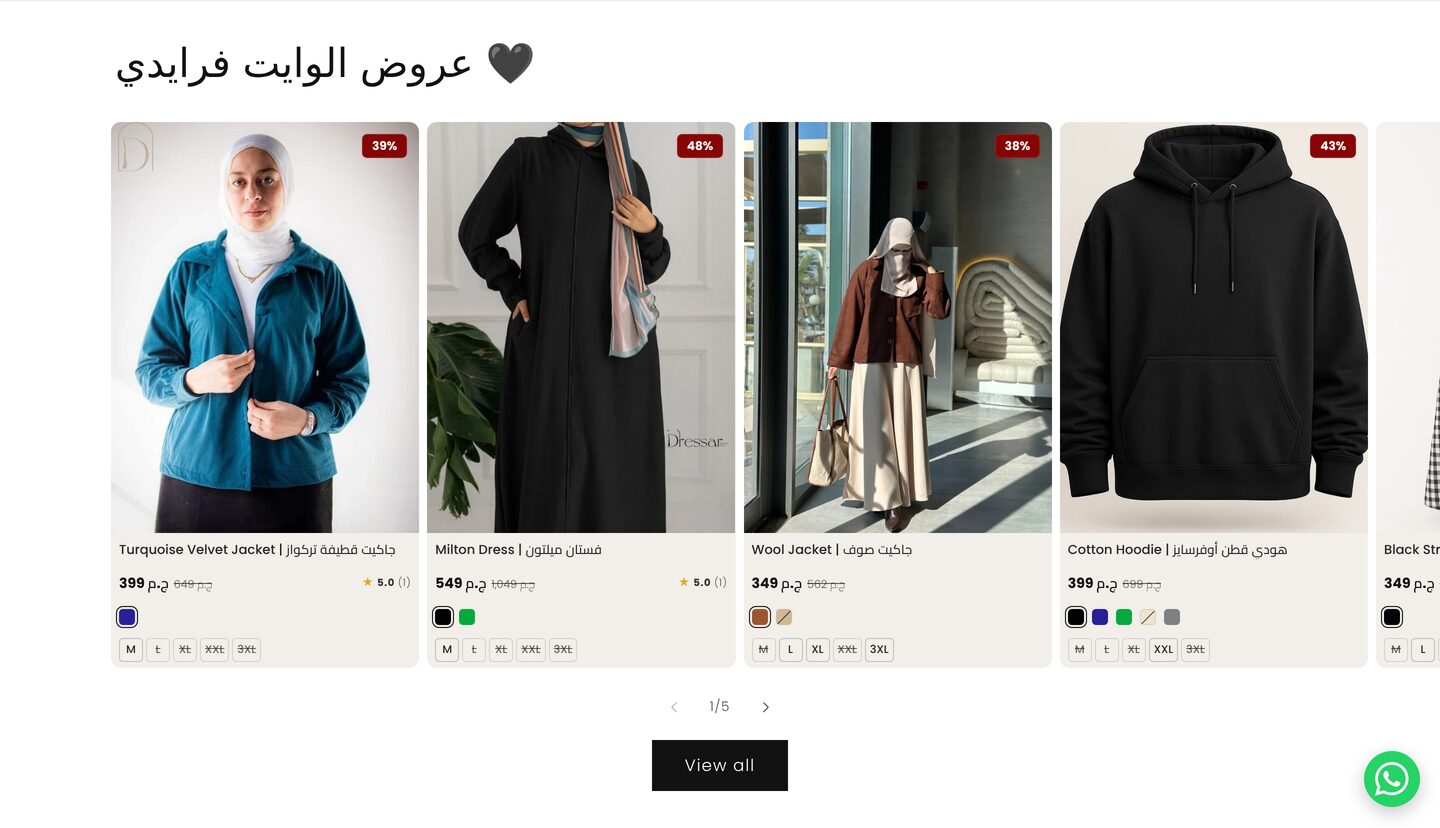 عروض الوايت فرايدي 🖤
D
39%
48%
38%
43%
Dressar
Turquoise Velvet Jacket | جاكيت قطيفة تركواز
399 ج.م 649 ج.م
★ 5.0 (1)
M L XL XXL 3XL
Milton Dress | فستان ميلتون
549 ج.م 1,049 ج.م
★ 5.0 (1)
M L XL XXL 3XL
Wool Jacket | جاكيت صوف
349 ج.م 562 ج.م
M L XL XXL 3XL
Cotton Hoodie | هودي قطن أوفرسايز
399 ج.م 699 ج.م
M L XL XXL 3XL
Black Str
349 ج.م
M L
1/5
View all